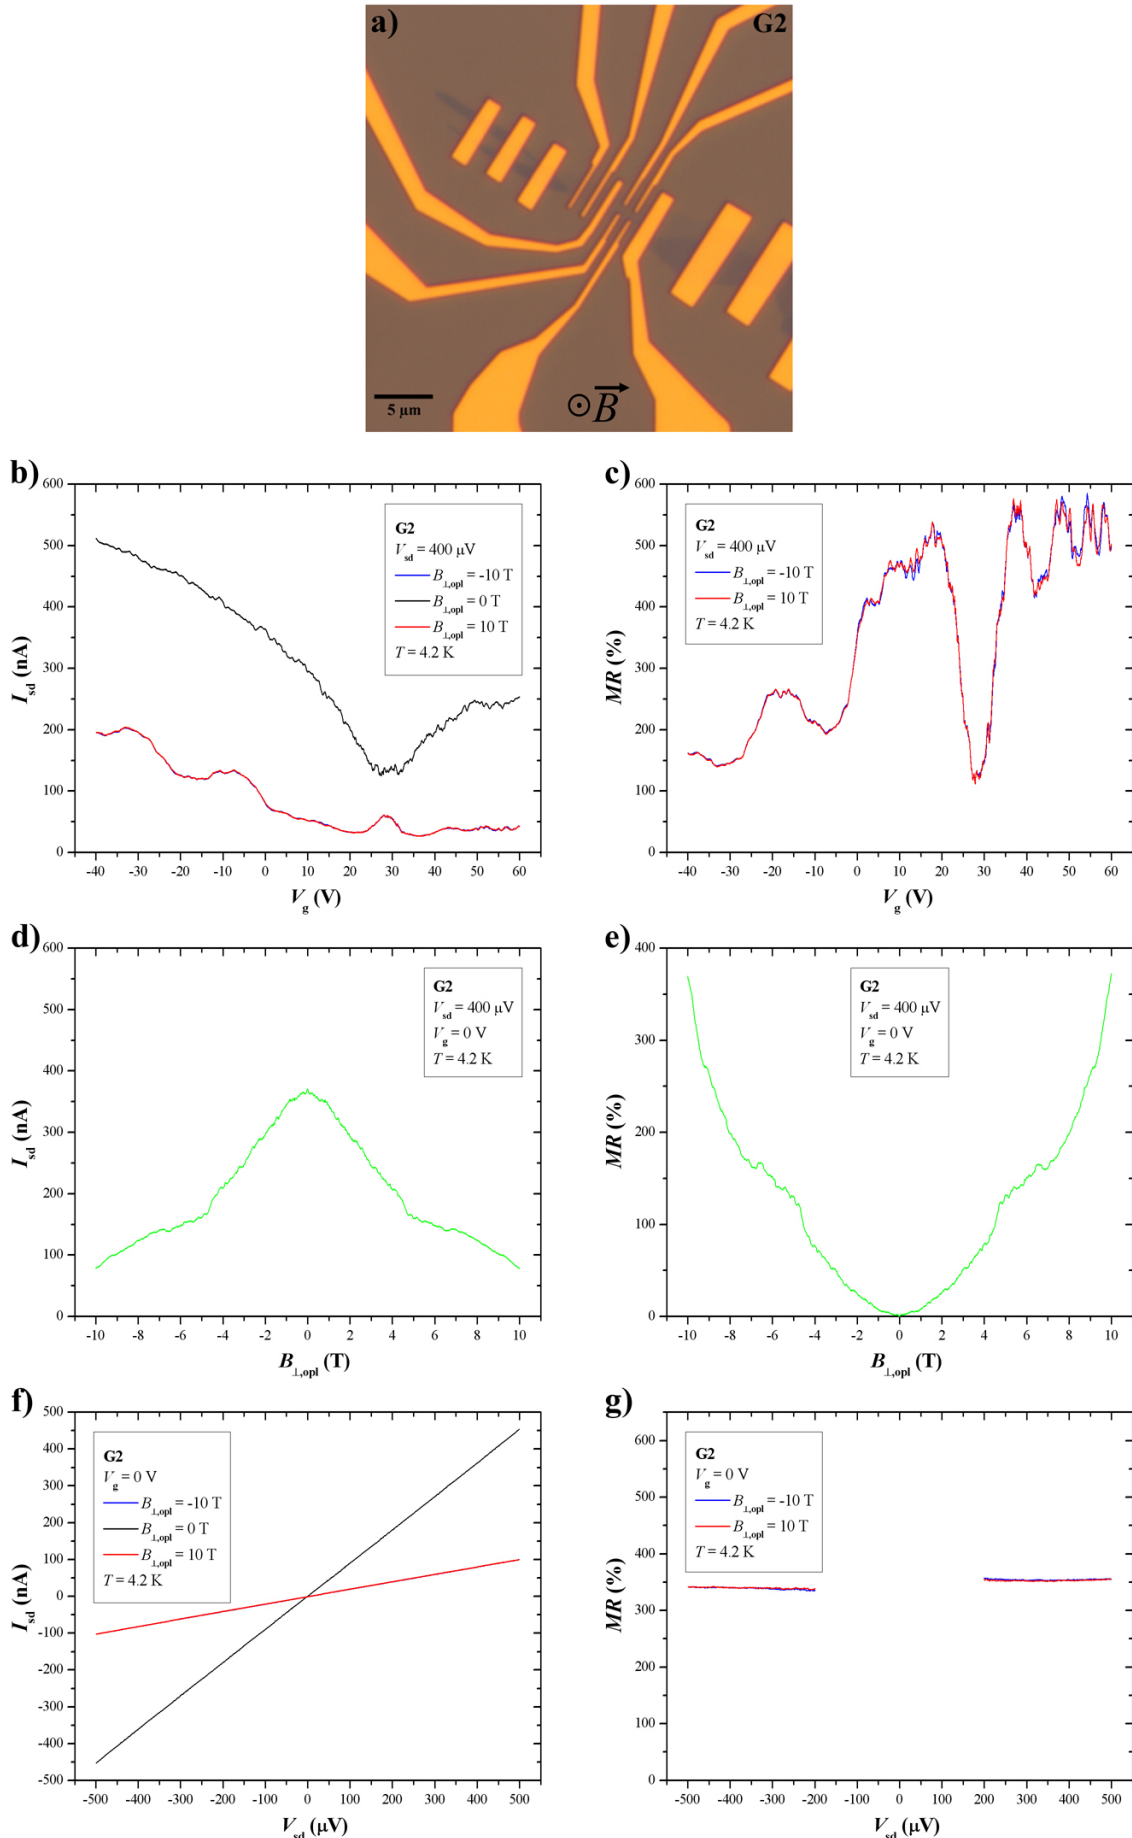 a)
G2
5 µm
⊙ B
b)
600
500
400
300
200
100
0
I_sd (nA)
G2
V_sd = 400 µV
B_⊥,opl = -10 T
B_⊥,opl = 0 T
B_⊥,opl = 10 T
T = 4.2 K
-40 -30 -20 -10 0 10 20 30 40 50 60
V_g (V)
c)
600
500
400
300
200
100
0
MR (%)
G2
V_sd = 400 µV
B_⊥,opl = -10 T
B_⊥,opl = 10 T
T = 4.2 K
-40 -30 -20 -10 0 10 20 30 40 50 60
V_g (V)
d)
600
500
400
300
200
100
0
I_sd (nA)
G2
V_sd = 400 µV
V_g = 0 V
T = 4.2 K
-10 -8 -6 -4 -2 0 2 4 6 8 10
B_⊥,opl (T)
e)
400
300
200
100
0
MR (%)
G2
V_sd = 400 µV
V_g = 0 V
T = 4.2 K
-10 -8 -6 -4 -2 0 2 4 6 8 10
B_⊥,opl (T)
f)
500
400
300
200
100
0
-100
-200
-300
-400
-500
I_sd (nA)
G2
V_g = 0 V
B_⊥,opl = -10 T
B_⊥,opl = 0 T
B_⊥,opl = 10 T
T = 4.2 K
-500 -400 -300 -200 -100 0 100 200 300 400 500
V_sd (µV)
g)
600
500
400
300
200
100
0
MR (%)
G2
V_g = 0 V
B_⊥,opl = -10 T
B_⊥,opl = 10 T
T = 4.2 K
-500 -400 -300 -200 -100 0 100 200 300 400 500
V_sd (µV)